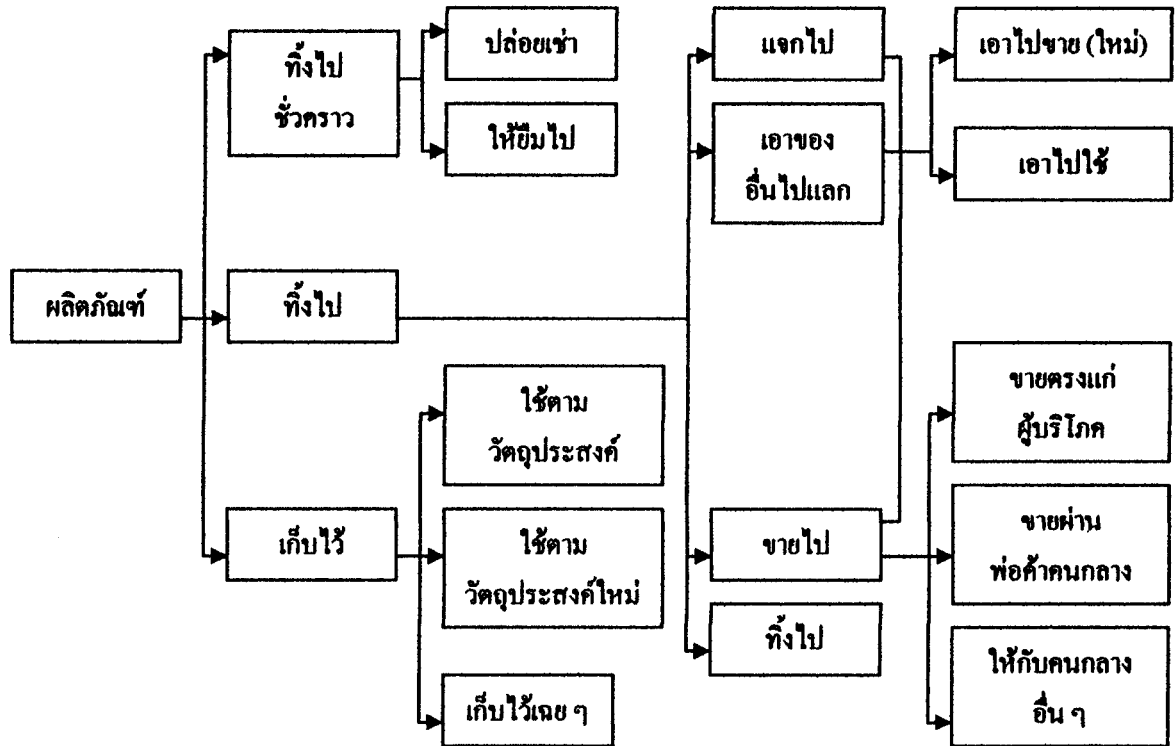 ผลิตภัณฑ์
ทิ้งไป
ชั่วคราว
ปล่อยเช่า
ให้ยืมไป
ทิ้งไป
เก็บไว้
ใช้ตาม
วัตถุประสงค์
ใช้ตาม
วัตถุประสงค์ใหม่
เก็บไว้เฉย ๆ
แจกไป
เอาของ
อื่นไปแลก
ขายไป
ทิ้งไป
เอาไปขาย (ใหม่)
เอาไปใช้
ขายตรงแก่
ผู้บริโภค
ขายผ่าน
พ่อค้าคนกลาง
ให้กับคนกลาง
อื่น ๆ